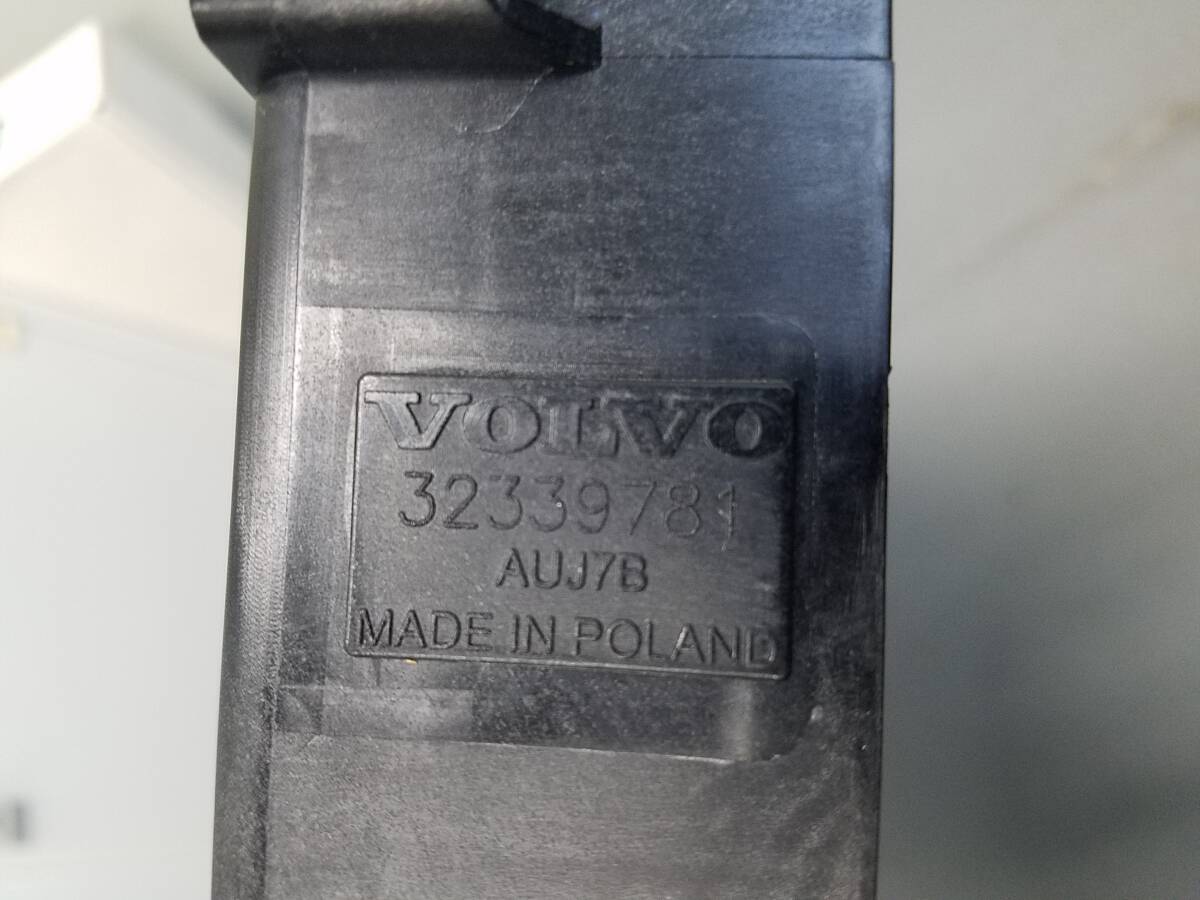 VOLVO
32339781
AUJ7B
MADE IN POLAND